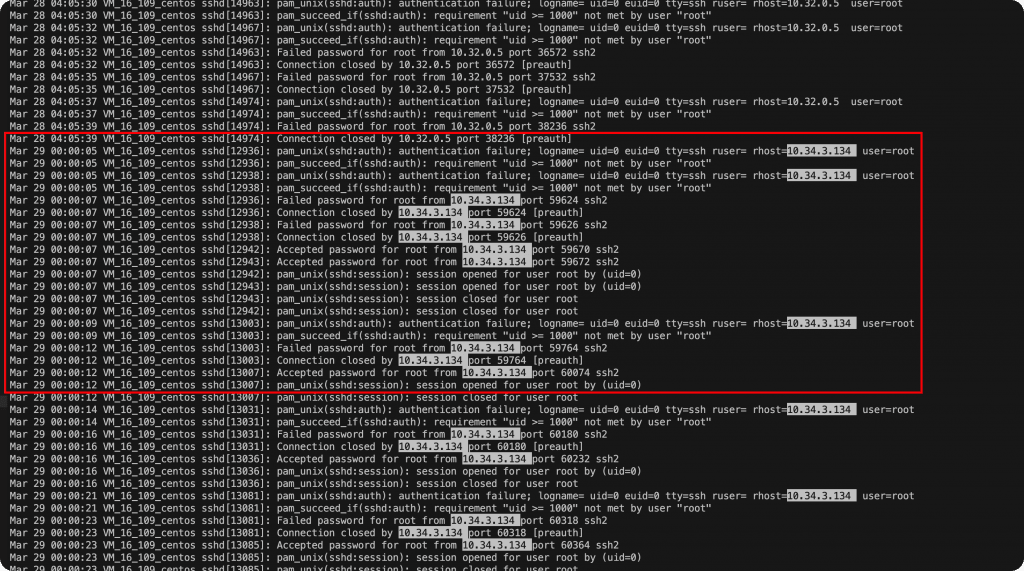 Mar 28 04:05:30 VM_16_109_centos sshd[14963]: pam_unix(sshd:auth): authentication failure; logname= uid=0 euid=0 tty=ssh ruser= rhost=10.32.0.5  user=root
Mar 28 04:05:32 VM_16_109_centos sshd[14963]: pam_succeed_if(sshd:auth): requirement "uid >= 1000" not met by user "root"
Mar 28 04:05:32 VM_16_109_centos sshd[14967]: pam_unix(sshd:auth): authentication failure; logname= uid=0 euid=0 tty=ssh ruser= rhost=10.32.0.5  user=root
Mar 28 04:05:32 VM_16_109_centos sshd[14967]: pam_succeed_if(sshd:auth): requirement "uid >= 1000" not met by user "root"
Mar 28 04:05:32 VM_16_109_centos sshd[14963]: Failed password for root from 10.32.0.5 port 36572 ssh2
Mar 28 04:05:32 VM_16_109_centos sshd[14963]: Connection closed by 10.32.0.5 port 36572 [preauth]
Mar 28 04:05:35 VM_16_109_centos sshd[14967]: Failed password for root from 10.32.0.5 port 37532 ssh2
Mar 28 04:05:35 VM_16_109_centos sshd[14967]: Connection closed by 10.32.0.5 port 37532 [preauth]
Mar 28 04:05:37 VM_16_109_centos sshd[14974]: pam_unix(sshd:auth): authentication failure; logname= uid=0 euid=0 tty=ssh ruser= rhost=10.32.0.5  user=root
Mar 28 04:05:37 VM_16_109_centos sshd[14974]: pam_succeed_if(sshd:auth): requirement "uid >= 1000" not met by user "root"
Mar 28 04:05:39 VM_16_109_centos sshd[14974]: Failed password for root from 10.32.0.5 port 38236 ssh2
Mar 28 04:05:39 VM_16_109_centos sshd[14974]: Connection closed by 10.32.0.5 port 38236 [preauth]
Mar 29 00:00:05 VM_16_109_centos sshd[12936]: pam_unix(sshd:auth): authentication failure; logname= uid=0 euid=0 tty=ssh ruser= rhost=10.34.3.134  user=root
Mar 29 00:00:05 VM_16_109_centos sshd[12936]: pam_succeed_if(sshd:auth): requirement "uid >= 1000" not met by user "root"
Mar 29 00:00:05 VM_16_109_centos sshd[12938]: pam_unix(sshd:auth): authentication failure; logname= uid=0 euid=0 tty=ssh ruser= rhost=10.34.3.134  user=root
Mar 29 00:00:05 VM_16_109_centos sshd[12938]: pam_succeed_if(sshd:auth): requirement "uid >= 1000" not met by user "root"
Mar 29 00:00:07 VM_16_109_centos sshd[12936]: Failed password for root from 10.34.3.134 port 59624 ssh2
Mar 29 00:00:07 VM_16_109_centos sshd[12936]: Connection closed by 10.34.3.134 port 59624 [preauth]
Mar 29 00:00:07 VM_16_109_centos sshd[12938]: Failed password for root from 10.34.3.134 port 59626 ssh2
Mar 29 00:00:07 VM_16_109_centos sshd[12938]: Connection closed by 10.34.3.134 port 59626 [preauth]
Mar 29 00:00:07 VM_16_109_centos sshd[12942]: Accepted password for root from 10.34.3.134 port 59670 ssh2
Mar 29 00:00:07 VM_16_109_centos sshd[12943]: Accepted password for root from 10.34.3.134 port 59672 ssh2
Mar 29 00:00:07 VM_16_109_centos sshd[12942]: pam_unix(sshd:session): session opened for user root by (uid=0)
Mar 29 00:00:07 VM_16_109_centos sshd[12943]: pam_unix(sshd:session): session opened for user root by (uid=0)
Mar 29 00:00:07 VM_16_109_centos sshd[12943]: pam_unix(sshd:session): session closed for user root
Mar 29 00:00:07 VM_16_109_centos sshd[12942]: pam_unix(sshd:session): session closed for user root
Mar 29 00:00:09 VM_16_109_centos sshd[13003]: pam_unix(sshd:auth): authentication failure; logname= uid=0 euid=0 tty=ssh ruser= rhost=10.34.3.134  user=root
Mar 29 00:00:09 VM_16_109_centos sshd[13003]: pam_succeed_if(sshd:auth): requirement "uid >= 1000" not met by user "root"
Mar 29 00:00:12 VM_16_109_centos sshd[13003]: Failed password for root from 10.34.3.134 port 59764 ssh2
Mar 29 00:00:12 VM_16_109_centos sshd[13003]: Connection closed by 10.34.3.134 port 59764 [preauth]
Mar 29 00:00:12 VM_16_109_centos sshd[13007]: Accepted password for root from 10.34.3.134 port 60074 ssh2
Mar 29 00:00:12 VM_16_109_centos sshd[13007]: pam_unix(sshd:session): session opened for user root by (uid=0)
Mar 29 00:00:12 VM_16_109_centos sshd[13007]: pam_unix(sshd:session): session closed for user root
Mar 29 00:00:14 VM_16_109_centos sshd[13031]: pam_unix(sshd:auth): authentication failure; logname= uid=0 euid=0 tty=ssh ruser= rhost=10.34.3.134  user=root
Mar 29 00:00:14 VM_16_109_centos sshd[13031]: pam_succeed_if(sshd:auth): requirement "uid >= 1000" not met by user "root"
Mar 29 00:00:16 VM_16_109_centos sshd[13031]: Failed password for root from 10.34.3.134 port 60180 ssh2
Mar 29 00:00:16 VM_16_109_centos sshd[13031]: Connection closed by 10.34.3.134 port 60180 [preauth]
Mar 29 00:00:16 VM_16_109_centos sshd[13036]: Accepted password for root from 10.34.3.134 port 60232 ssh2
Mar 29 00:00:16 VM_16_109_centos sshd[13036]: pam_unix(sshd:session): session opened for user root by (uid=0)
Mar 29 00:00:16 VM_16_109_centos sshd[13036]: pam_unix(sshd:session): session closed for user root
Mar 29 00:00:21 VM_16_109_centos sshd[13081]: pam_unix(sshd:auth): authentication failure; logname= uid=0 euid=0 tty=ssh ruser= rhost=10.34.3.134  user=root
Mar 29 00:00:21 VM_16_109_centos sshd[13081]: pam_succeed_if(sshd:auth): requirement "uid >= 1000" not met by user "root"
Mar 29 00:00:23 VM_16_109_centos sshd[13081]: Failed password for root from 10.34.3.134 port 60318 ssh2
Mar 29 00:00:23 VM_16_109_centos sshd[13081]: Connection closed by 10.34.3.134 port 60318 [preauth]
Mar 29 00:00:23 VM_16_109_centos sshd[13085]: Accepted password for root from 10.34.3.134 port 60364 ssh2
Mar 29 00:00:23 VM_16_109_centos sshd[13085]: pam_unix(sshd:session): session opened for user root by (uid=0)
Mar 29 00:00:23 VM_16_109_centos sshd[13085]: pam_unix(sshd:session): session closed for user root